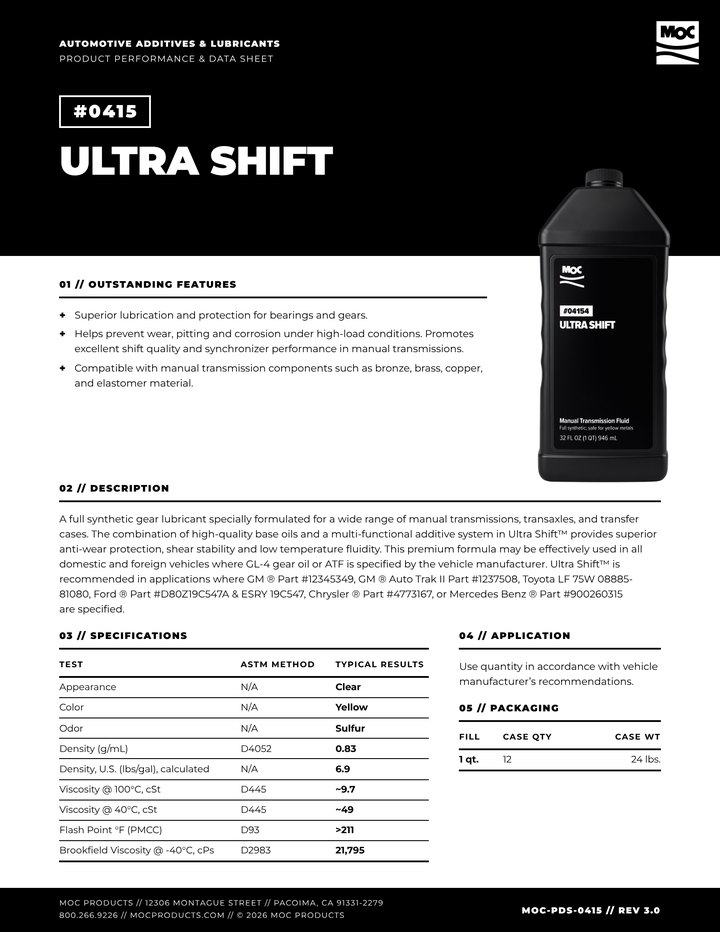 AUTOMOTIVE ADDITIVES & LUBRICANTS
PRODUCT PERFORMANCE & DATA SHEET
MOC
#0415
ULTRA SHIFT
MOC
#04154
ULTRA SHIFT
Manual Transmission Fluid
Full synthetic; safe for yellow metals
32 FL OZ (1 QT) 946 mL
01 // OUTSTANDING FEATURES
+ Superior lubrication and protection for bearings and gears.
+ Helps prevent wear, pitting and corrosion under high-load conditions. Promotes
excellent shift quality and synchronizer performance in manual transmissions.
+ Compatible with manual transmission components such as bronze, brass, copper,
and elastomer material.
02 // DESCRIPTION
A full synthetic gear lubricant specially formulated for a wide range of manual transmissions, transaxles, and transfer
cases. The combination of high-quality base oils and a multi-functional additive system in Ultra Shift™ provides superior
anti-wear protection, shear stability and low temperature fluidity. This premium formula may be effectively used in all
domestic and foreign vehicles where GL-4 gear oil or ATF is specified by the vehicle manufacturer. Ultra Shift™ is
recommended in applications where GM ® Part #12345349, GM ® Auto Trak II Part #1237508, Toyota LF 75W 08885-
81080, Ford ® Part #D80Z19C547A & ESRY 19C547, Chrysler ® Part #4773167, or Mercedes Benz ® Part #900260315
are specified.
03 // SPECIFICATIONS
TEST ASTM METHOD TYPICAL RESULTS
Appearance N/A Clear
Color N/A Yellow
Odor N/A Sulfur
Density (g/mL) D4052 0.83
Density, U.S. (lbs/gal), calculated N/A 6.9
Viscosity @ 100°C, cSt D445 ~9.7
Viscosity @ 40°C, cSt D445 ~49
Flash Point °F (PMCC) D93 >211
Brookfield Viscosity @ -40°C, cPs D2983 21,795
04 // APPLICATION
Use quantity in accordance with vehicle
manufacturer's recommendations.
05 // PACKAGING
FILL CASE QTY CASE WT
1 qt. 12 24 lbs.
MOC PRODUCTS // 12306 MONTAGUE STREET // PACOIMA, CA 91331-2279
800.266.9226 // MOCPRODUCTS.COM // © 2026 MOC PRODUCTS
MOC-PDS-0415 // REV 3.0